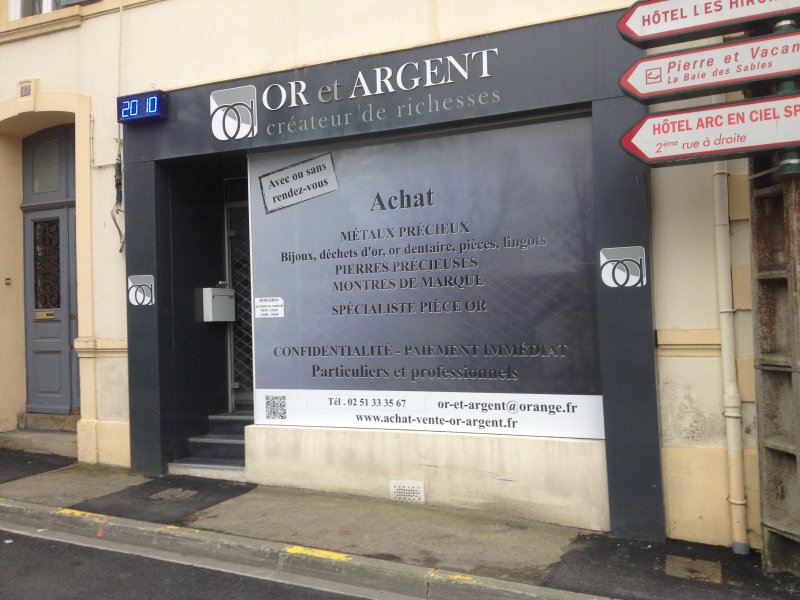 HÔTEL LES
Pierre et
La Baie des Sables
HÔTEL ARC EN CIEL
2ème rue à droite
20 10
OR et ARGENT
créateur de richesses
Avec ou sans
rendez-vous
Achat
MÉTAUX PRÉCIEUX
Bijoux, déchets d'or, or dentaire, pièces, lingots
PIERRES PRÉCIEUSES
MONTRES DE MARQUE
SPÉCIALISTE PIÈCE OR
CONFIDENTIALITÉ - PAIEMENT IMMÉDIAT
Particuliers et professionnels
Tél . 02 51 33 35 67 or-et-argent@orange.fr
www.achat-vente-or-argent.fr